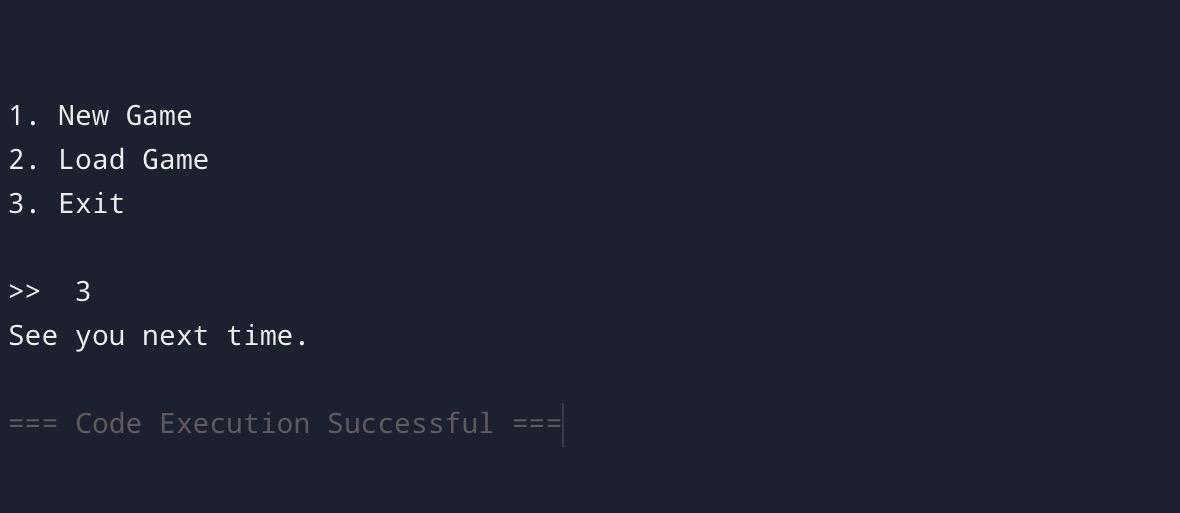 1. New Game
2. Load Game
3. Exit
>>  3
See you next time.
=== Code Execution Successful ===